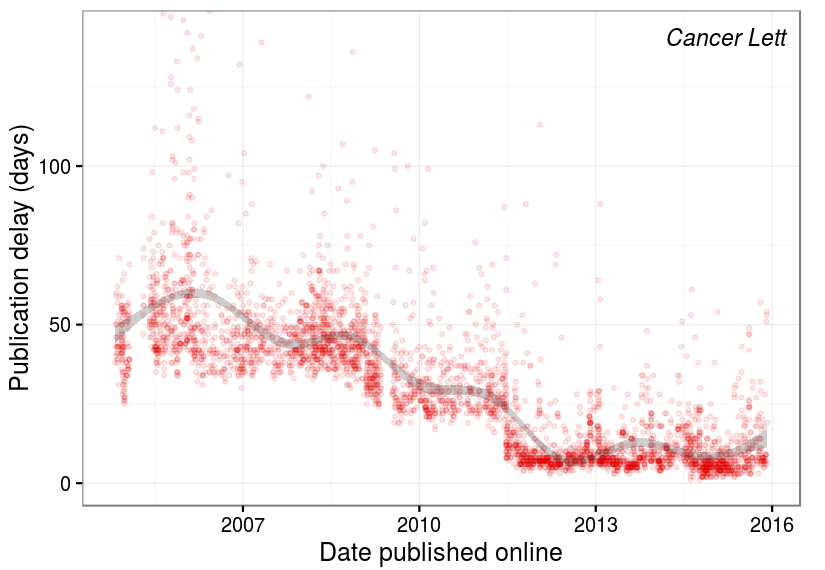 Cancer Lett
Publication delay (days)
100
50
0
2007 2010 2013 2016
Date published online